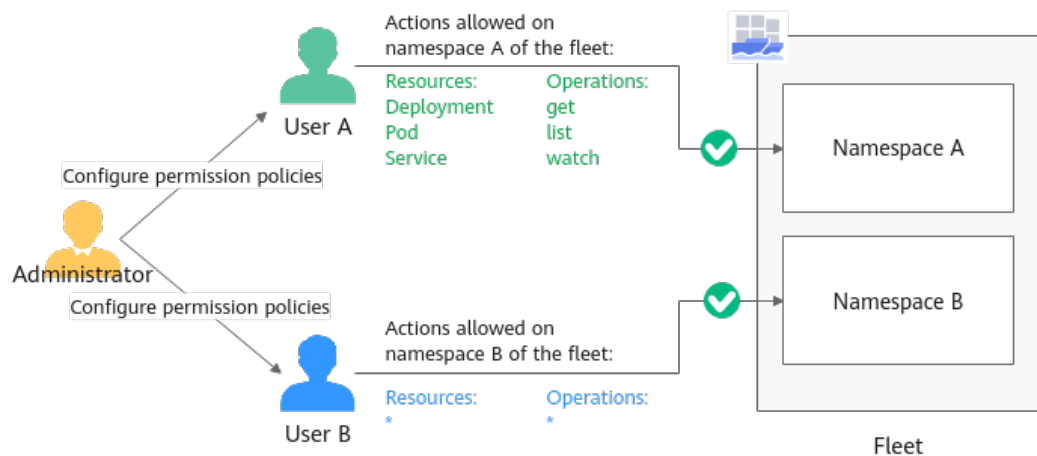 Actions allowed on
namespace A of the fleet:
Resources: Operations:
Deployment get
Pod list
Service watch
User A
Configure permission policies
Administrator
Configure permission policies
Actions allowed on
namespace B of the fleet:
Resources: Operations:
* *
User B
Namespace A
Namespace B
Fleet